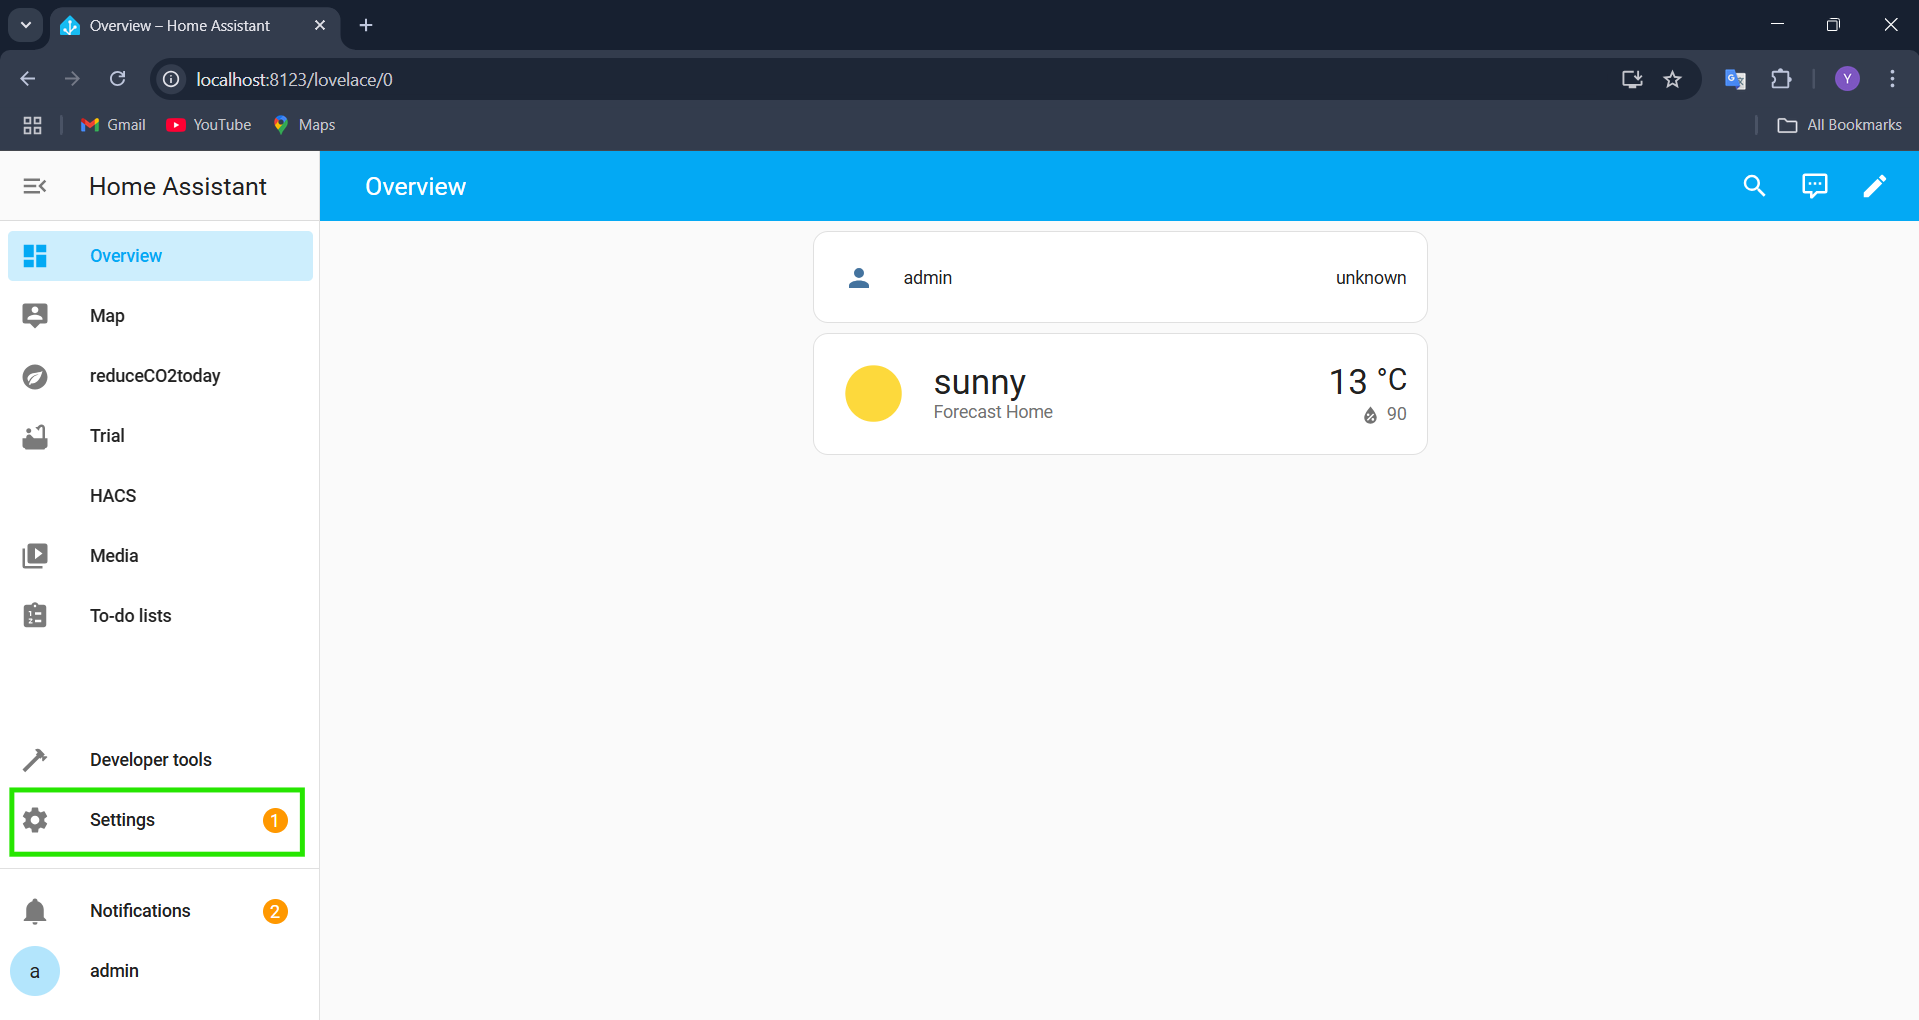 Overview – Home Assistant
localhost:8123/lovelace/0
Y
Gmail
YouTube
Maps
All Bookmarks
Home Assistant
Overview
Overview
Map
reduceCO2today
Trial
HACS
Media
To-do lists
Developer tools
Settings
1
Notifications
2
a
admin
admin
unknown
sunny
Forecast Home
13 °C
90